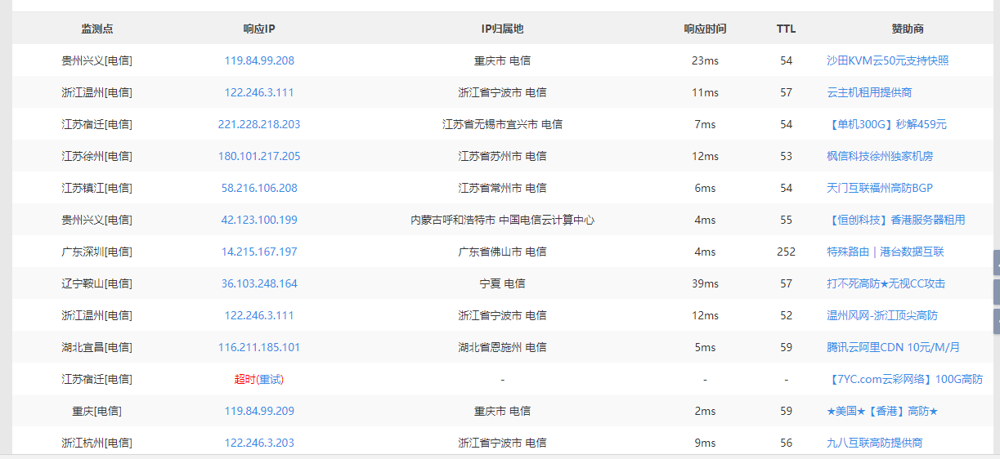 监测点 响应IP IP归属地 响应时间 TTL 赞助商
贵州兴义[电信] 119.84.99.208 重庆市 电信 23ms 54 沙田KVM云50元支持快照
浙江温州[电信] 122.246.3.111 浙江省宁波市 电信 11ms 57 云主机租用提供商
江苏宿迁[电信] 221.228.218.203 江苏省无锡市宜兴市 电信 7ms 54 【单机300G】秒解459元
江苏徐州[电信] 180.101.217.205 江苏省苏州市 电信 12ms 53 枫信科技徐州独家机房
江苏镇江[电信] 58.216.106.208 江苏省常州市 电信 6ms 54 天门互联福州高防BGP
贵州兴义[电信] 42.123.100.199 内蒙古呼和浩特市 中国电信云计算中心 4ms 55 【恒创科技】香港服务器租用
广东深圳[电信] 14.215.167.197 广东省佛山市 电信 4ms 252 特殊路由｜港台数据互联
辽宁鞍山[电信] 36.103.248.164 宁夏 电信 39ms 57 打不死高防★无视CC攻击
浙江温州[电信] 122.246.3.111 浙江省宁波市 电信 12ms 52 温州风网-浙江顶尖高防
湖北宜昌[电信] 116.211.185.101 湖北省恩施州 电信 5ms 59 腾讯云阿里CDN 10元/M/月
江苏宿迁[电信] 超时(重试) - - - 【7YC.com云彩网络】100G高防
重庆[电信] 119.84.99.209 重庆市 电信 2ms 59 ★美国★【香港】高防★
浙江杭州[电信] 122.246.3.203 浙江省宁波市 电信 9ms 56 九八互联高防提供商